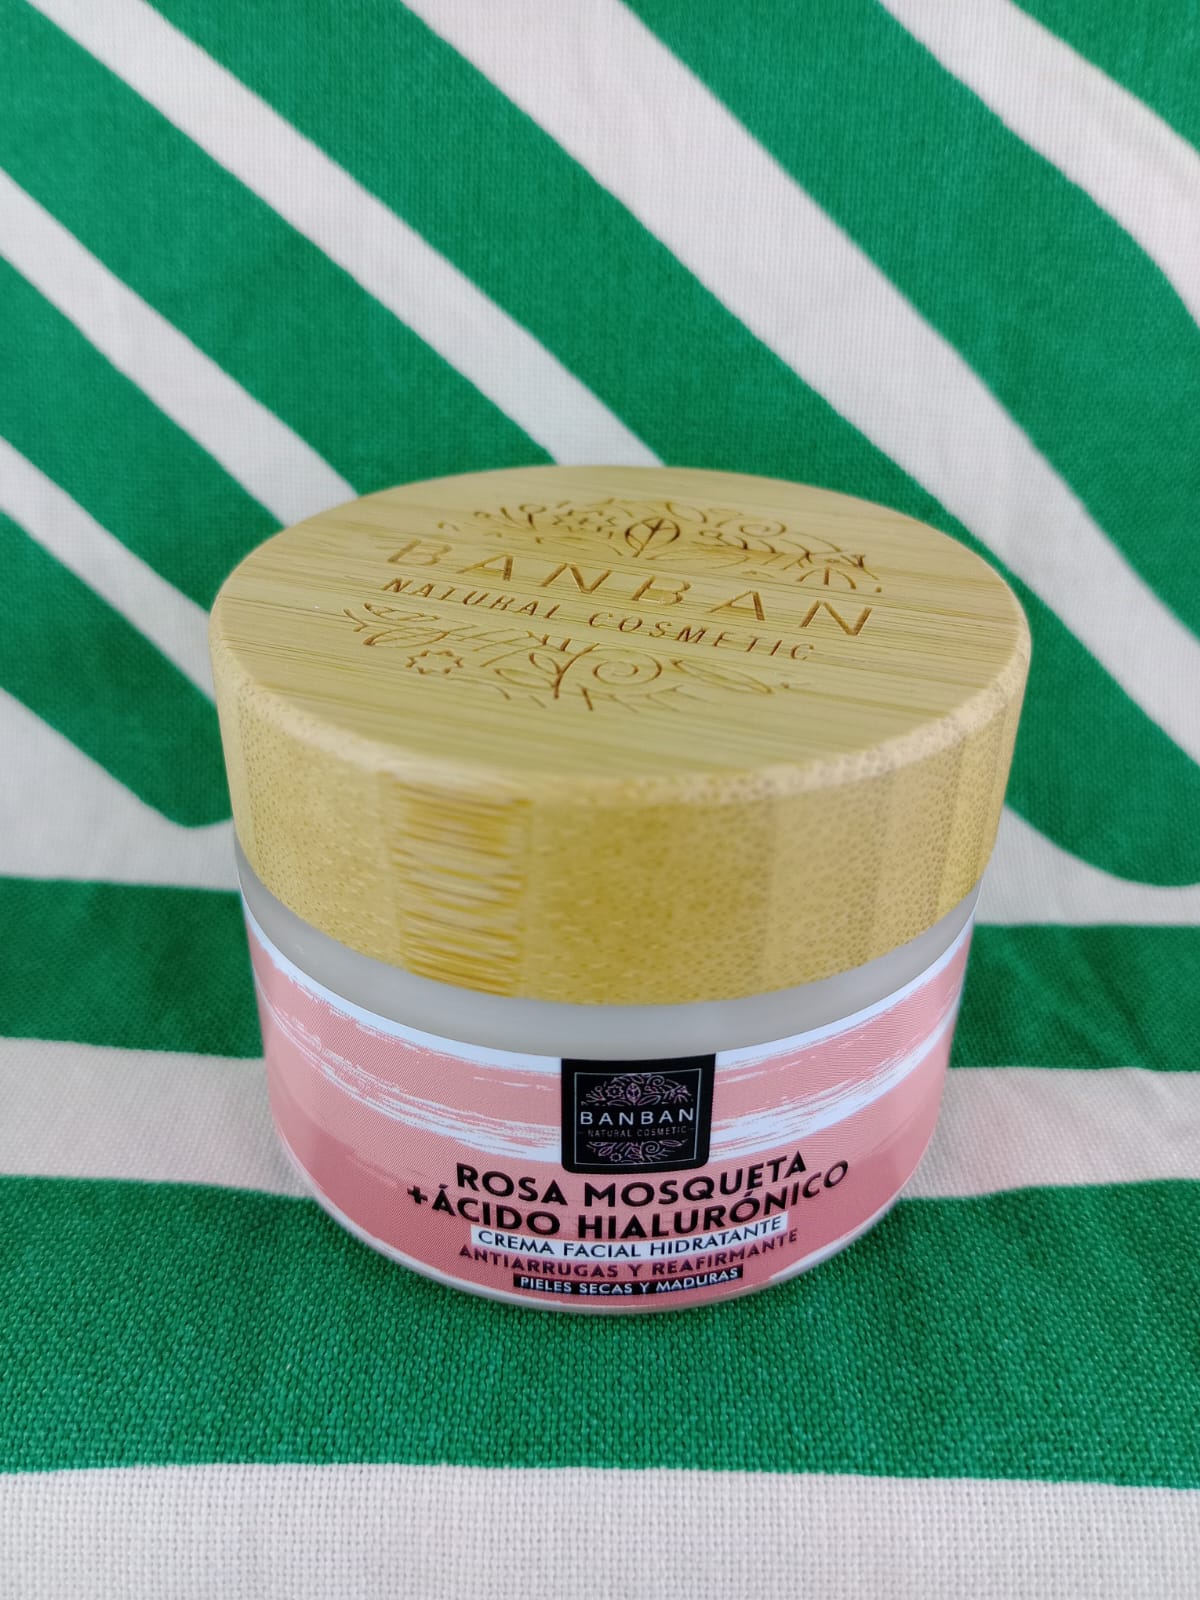 BANBAN
NATURAL COSMETIC
BANBAN
NATURAL COSMETIC
ROSA MOSQUETA
+ÁCIDO HIALURÓNICO
CREMA FACIAL HIDRATANTE
ANTIARRUGAS Y REAFIRMANTE
PIELES SECAS Y MADURAS